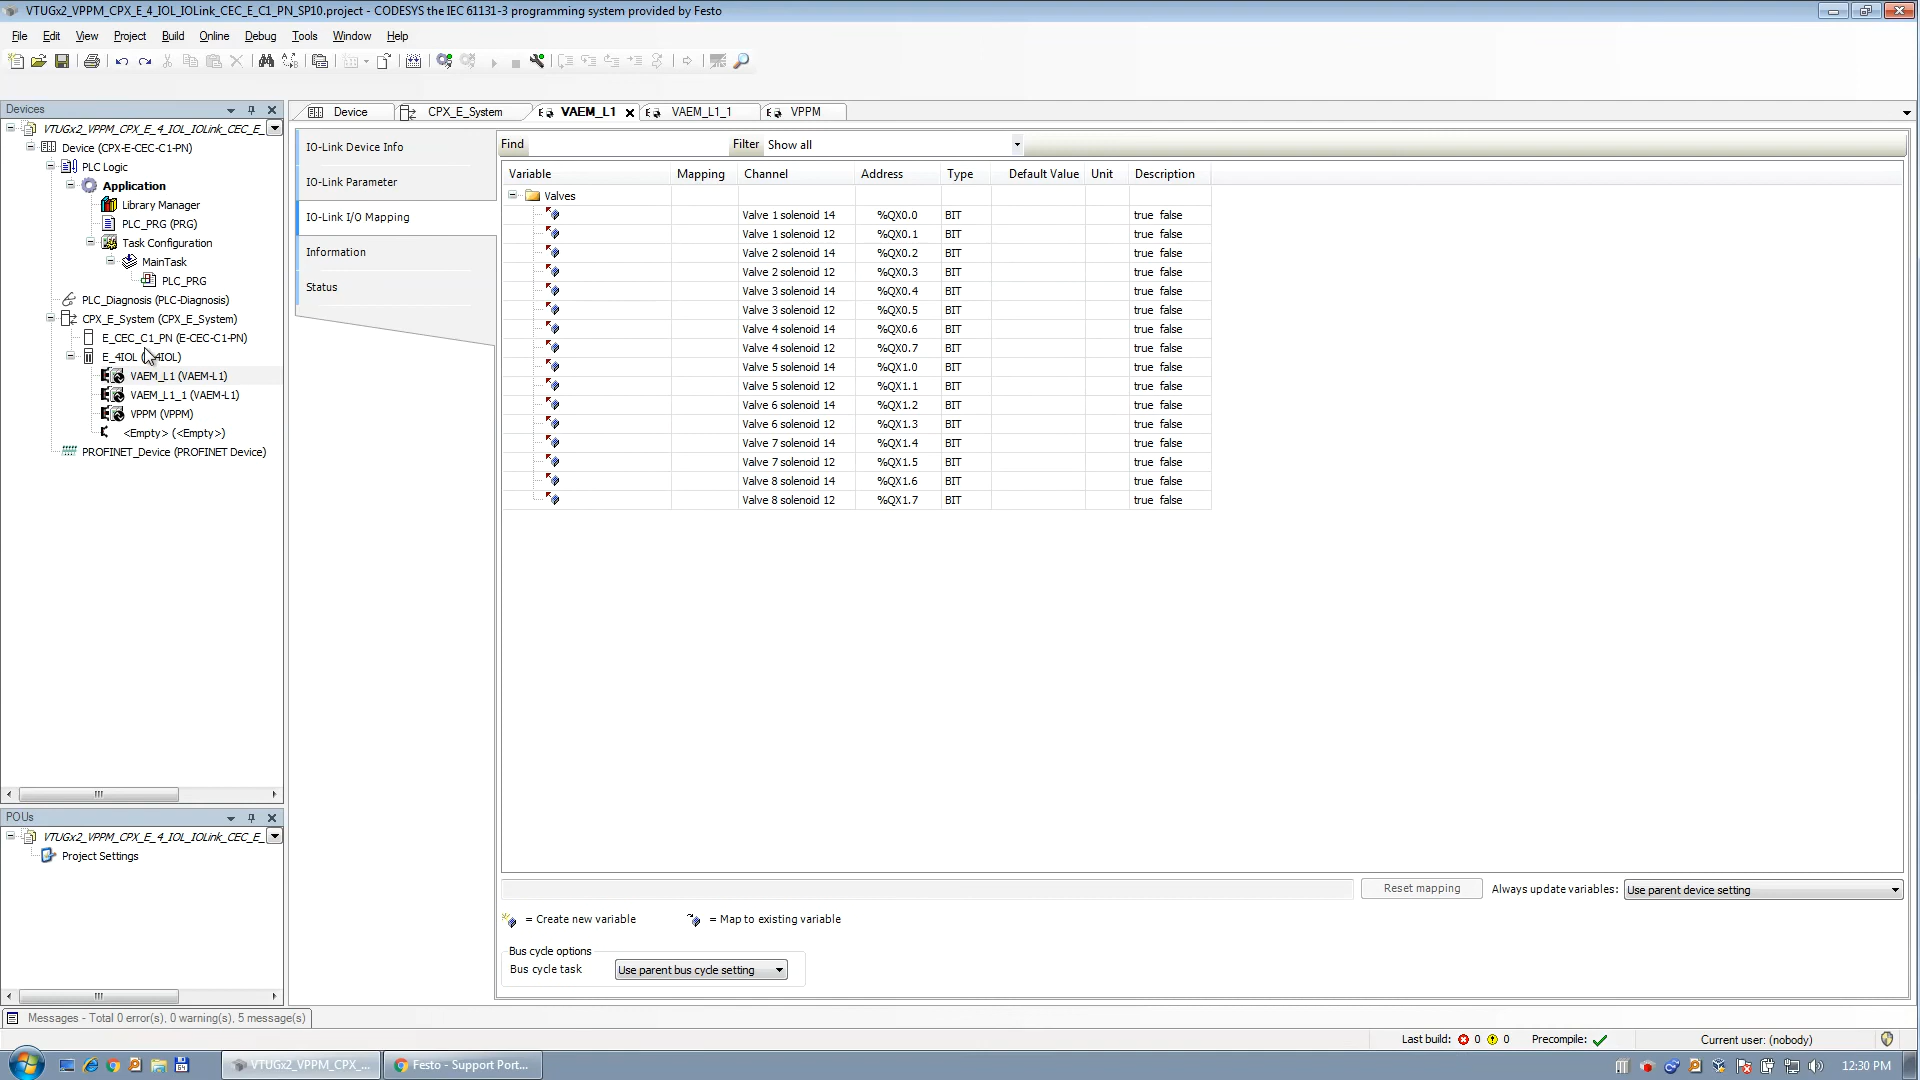 VTUGx2_VPPM_CPX_E_4_IOL_IOLink_CEC_E_C1_PN_SP10.project - CODESYS the IEC 61131-3 programming system provided by Festo
File Edit View Project Build Online Debug Tools Window Help
Devices
VTUGx2_VPPM_CPX_E_4_IOL_IOLink_CEC_E_
Device (CPX-E-CEC-C1-PN)
PLC Logic
Application
Library Manager
PLC_PRG (PRG)
Task Configuration
MainTask
PLC_PRG
PLC_Diagnosis (PLC-Diagnosis)
CPX_E_System (CPX_E_System)
E_CEC_C1_PN (E-CEC-C1-PN)
E_4IOL 4IOL)
VAEM_L1 (VAEM-L1)
VAEM_L1_1 (VAEM-L1)
VPPM (VPPM)
<Empty> (<Empty>)
PROFINET_Device (PROFINET Device)
POUs
VTUGx2_VPPM_CPX_E_4_IOL_IOLink_CEC_E_
Project Settings
Device CPX_E_System VAEM_L1 VAEM_L1_1 VPPM
IO-Link Device Info
IO-Link Parameter
IO-Link I/O Mapping
Information
Status
Find Filter Show all
Variable Mapping Channel Address Type Default Value Unit Description
Valves
Valve 1 solenoid 14 %QX0.0 BIT true false
Valve 1 solenoid 12 %QX0.1 BIT true false
Valve 2 solenoid 14 %QX0.2 BIT true false
Valve 2 solenoid 12 %QX0.3 BIT true false
Valve 3 solenoid 14 %QX0.4 BIT true false
Valve 3 solenoid 12 %QX0.5 BIT true false
Valve 4 solenoid 14 %QX0.6 BIT true false
Valve 4 solenoid 12 %QX0.7 BIT true false
Valve 5 solenoid 14 %QX1.0 BIT true false
Valve 5 solenoid 12 %QX1.1 BIT true false
Valve 6 solenoid 14 %QX1.2 BIT true false
Valve 6 solenoid 12 %QX1.3 BIT true false
Valve 7 solenoid 14 %QX1.4 BIT true false
Valve 7 solenoid 12 %QX1.5 BIT true false
Valve 8 solenoid 14 %QX1.6 BIT true false
Valve 8 solenoid 12 %QX1.7 BIT true false
Reset mapping Always update variables: Use parent device setting
= Create new variable = Map to existing variable
Bus cycle options
Bus cycle task Use parent bus cycle setting
Messages - Total 0 error(s), 0 warning(s), 5 message(s)
Last build: 0 0 Precompile: Current user: (nobody)
VTUGx2_VPPM_CPX_... Festo - Support Port... 12:30 PM